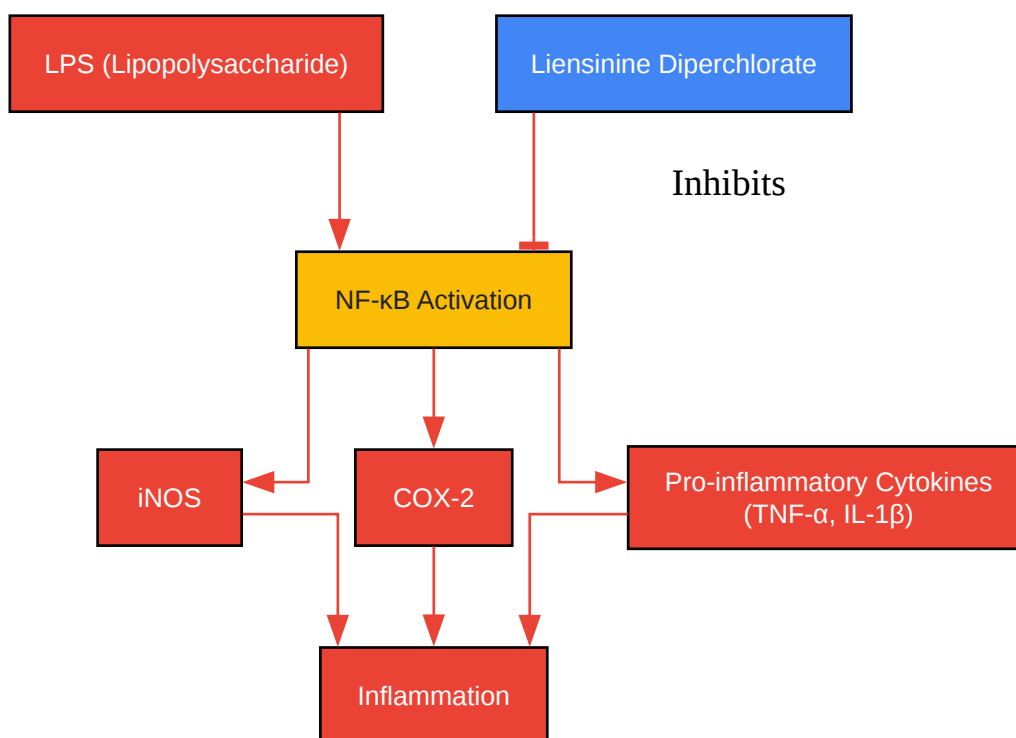 LPS (Lipopolysaccharide)
Liensinine Diperchlorate
Inhibits
NF-κB Activation
iNOS
COX-2
Pro-inflammatory Cytokines
(TNF-α, IL-1β)
Inflammation